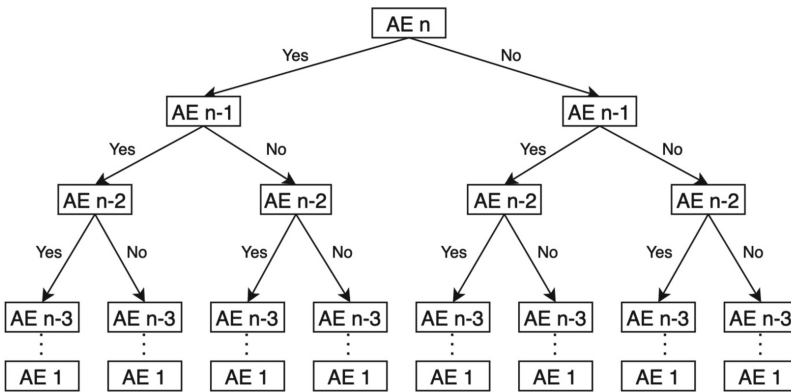 AE n
Yes No
AE n-1 AE n-1
Yes No Yes No
AE n-2 AE n-2 AE n-2 AE n-2
Yes No Yes No Yes No Yes No
AE n-3 AE n-3 AE n-3 AE n-3 AE n-3 AE n-3 AE n-3 AE n-3
AE 1 AE 1 AE 1 AE 1 AE 1 AE 1 AE 1 AE 1